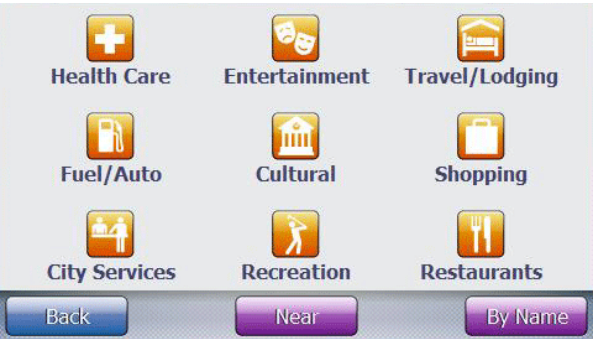 Health Care
Entertainment
Travel/Lodging
Fuel/Auto
Cultural
Shopping
City Services
Recreation
Restaurants
Back
Near
By Name